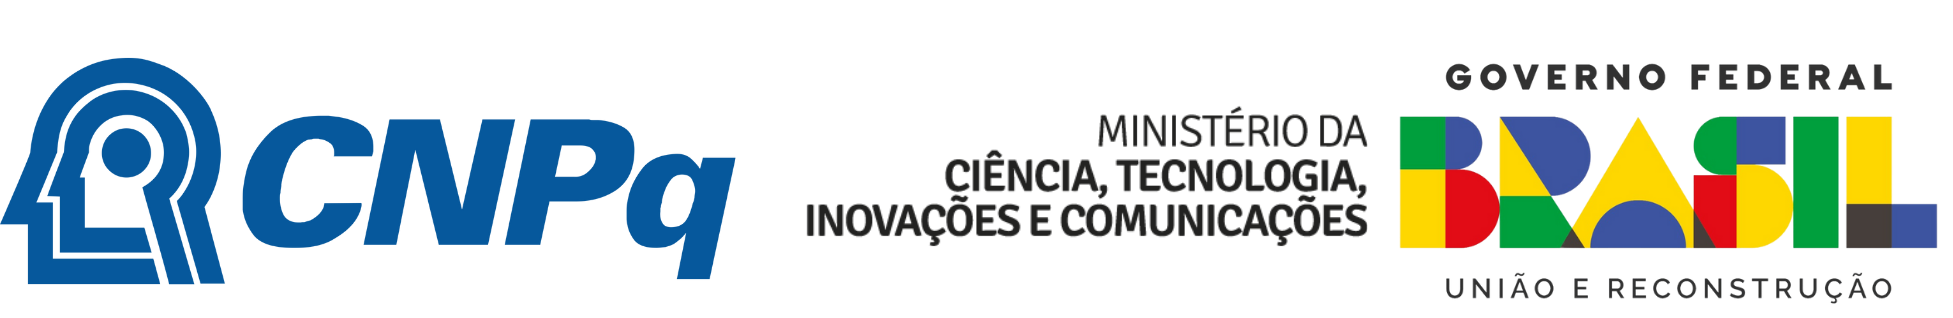 CNPq
MINISTÉRIO DA
CIÊNCIA, TECNOLOGIA,
INOVAÇÕES E COMUNICAÇÕES
GOVERNO FEDERAL
BRASIL
UNIÃO E RECONSTRUÇÃO